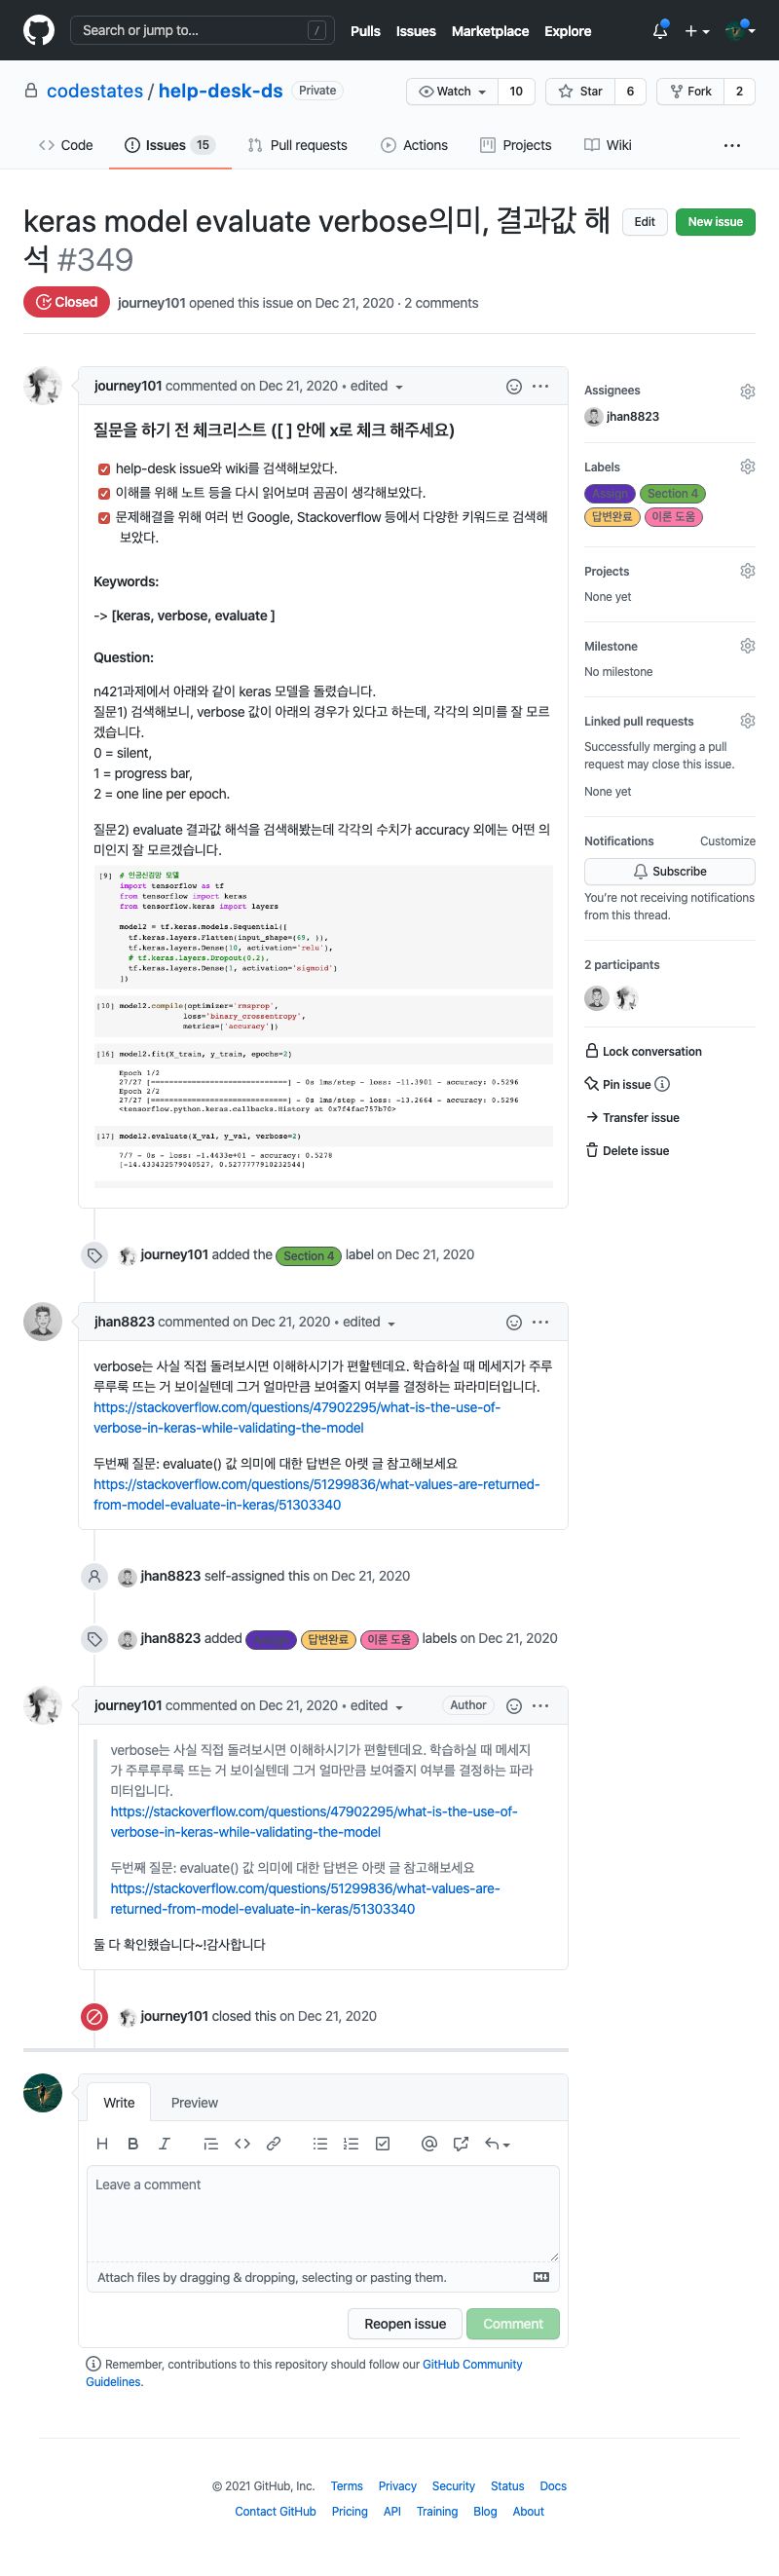 Search or jump to...
/
Pulls Issues Marketplace Explore
codestates / help-desk-ds Private
Watch 10 Star 6 Fork 2
Code Issues 15 Pull requests Actions Projects Wiki
keras model evaluate verbose의미, 결과값 해
석 #349
Edit New issue
Closed journey101 opened this issue on Dec 21, 2020 · 2 comments
journey101 commented on Dec 21, 2020 • edited
질문을 하기 전 체크리스트 ([ ] 안에 x로 체크 해주세요)
help-desk issue와 wiki를 검색해보았다.
이해를 위해 노트 등을 다시 읽어보며 곰곰이 생각해보았다.
문제해결을 위해 여러 번 Google, Stackoverflow 등에서 다양한 키워드로 검색해
보았다.
Keywords:
-> [keras, verbose, evaluate ]
Question:
n421과제에서 아래와 같이 keras 모델을 돌렸습니다.
질문1) 검색해보니, verbose 값이 아래의 경우가 있다고 하는데, 각각의 의미를 잘 모르
겠습니다.
0 = silent,
1 = progress bar,
2 = one line per epoch.
질문2) evaluate 결과값 해석을 검색해봤는데 각각의 수치가 accuracy 외에는 어떤 의
미인지 잘 모르겠습니다.
[9] # 인공신경망 모델
import tensorflow as tf
from tensorflow import keras
from tensorflow.keras import layers
model2 = tf.keras.models.Sequential([
tf.keras.layers.Flatten(input_shape=(69, )),
tf.keras.layers.Dense(10, activation='relu'),
# tf.keras.layers.Dropout(0.2),
tf.keras.layers.Dense(1, activation='sigmoid')
])
[10] model2.compile(optimizer='rmsprop',
loss='binary_crossentropy',
metrics=['accuracy'])
[16] model2.fit(X_train, y_train, epochs=2)
Epoch 1/2
27/27 [==============================] - 0s 1ms/step - loss: -11.3901 - accuracy: 0.5296
Epoch 2/2
27/27 [==============================] - 0s 1ms/step - loss: -13.2664 - accuracy: 0.5296
<tensorflow.python.keras.callbacks.History at 0x7f4fac757b70>
[17] model2.evaluate(X_val, y_val, verbose=2)
7/7 - 0s - loss: -1.4433e+01 - accuracy: 0.5278
[-14.433432579040527, 0.5277777910232544]
Assignees
jhan8823
Labels
Assign Section 4
답변완료 이론 도움
Projects
None yet
Milestone
No milestone
Linked pull requests
Successfully merging a pull
request may close this issue.
None yet
Notifications Customize
Subscribe
You're not receiving notifications
from this thread.
2 participants
Lock conversation
Pin issue
Transfer issue
Delete issue
journey101 added the Section 4 label on Dec 21, 2020
jhan8823 commented on Dec 21, 2020 • edited
verbose는 사실 직접 돌려보시면 이해하시기가 편할텐데요. 학습하실 때 메세지가 주루
루루룩 뜨는 거 보이실텐데 그거 얼마만큼 보여줄지 여부를 결정하는 파라미터입니다.
https://stackoverflow.com/questions/47902295/what-is-the-use-of-
verbose-in-keras-while-validating-the-model
두번째 질문: evaluate() 값 의미에 대한 답변은 아랫 글 참고해보세요
https://stackoverflow.com/questions/51299836/what-values-are-returned-
from-model-evaluate-in-keras/51303340
jhan8823 self-assigned this on Dec 21, 2020
jhan8823 added Assign 답변완료 이론 도움 labels on Dec 21, 2020
journey101 commented on Dec 21, 2020 • edited Author
verbose는 사실 직접 돌려보시면 이해하시기가 편할텐데요. 학습하실 때 메세지
가 주루루루룩 뜨는 거 보이실텐데 그거 얼마만큼 보여줄지 여부를 결정하는 파라
미터입니다.
https://stackoverflow.com/questions/47902295/what-is-the-use-of-
verbose-in-keras-while-validating-the-model
두번째 질문: evaluate() 값 의미에 대한 답변은 아랫 글 참고해보세요
https://stackoverflow.com/questions/51299836/what-values-are-
returned-from-model-evaluate-in-keras/51303340
둘 다 확인했습니다~!감사합니다
journey101 closed this on Dec 21, 2020
Write Preview
Leave a comment
Attach files by dragging & dropping, selecting or pasting them.
Reopen issue Comment
Remember, contributions to this repository should follow our GitHub Community
Guidelines.
© 2021 GitHub, Inc. Terms Privacy Security Status Docs
Contact GitHub Pricing API Training Blog About